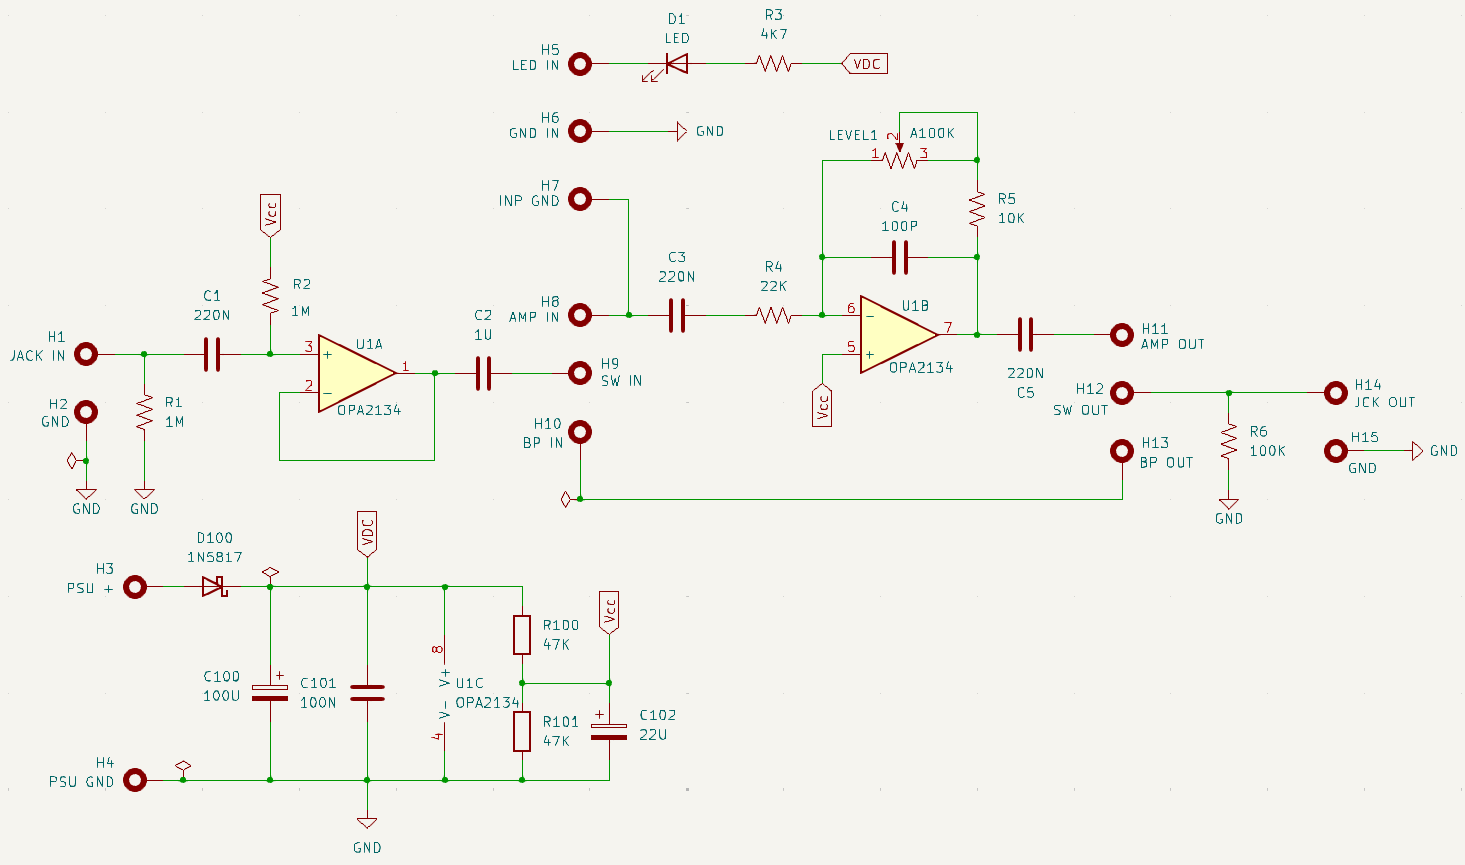 D1
LED
R3
4K7
H5
LED IN
VDC
H6
GND IN
GND
LEVEL1
2
A100K
1
3
H7
INP GND
R5
10K
C4
100P
Vcc
C3
220N
R4
22K
R2
1M
C1
220N
H8
AMP IN
C2
1U
6
-
U1B
7
5
+
OPA2134
H11
AMP OUT
H1
JACK IN
3
+
U1A
1
2
-
OPA2134
H9
SW IN
220N
C5
Vcc
H12
SW OUT
H14
JCK OUT
H2
GND
R1
1M
H10
BP IN
H13
BP OUT
R6
100K
H15
GND
GND
GND
GND
GND
VDC
D100
1N5817
H3
PSU +
Vcc
R100
47K
8
V+
C100
100U
+
C101
100N
U1C
OPA2134
V-
4
R101
47K
+
C102
22U
H4
PSU GND
GND